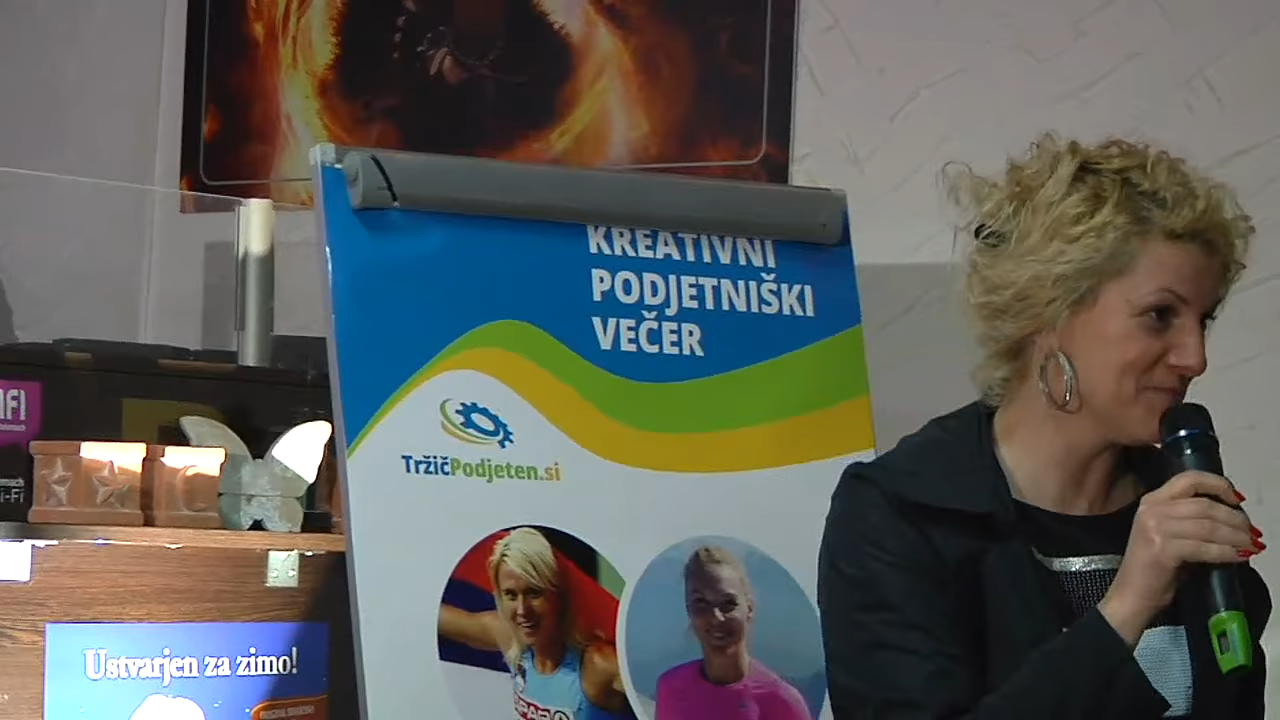 KREATIVNI
PODJETNIŠKI
VEČER
TržičPodjeten.si
Ustvarjen za zimo!